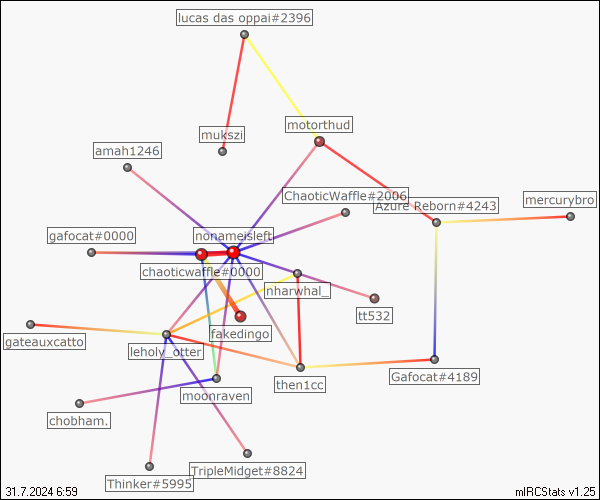 lucas das oppai#2396
mukszi
motorthud
amah1246
ChaoticWaffle#2006
Azure Reborn#4243
mercurybro
gafocat#0000
nonameisleft
chaoticwaffle#0000
nharwhal_
tt532
fakedingo
gateauxcatto
leholy_otter
then1cc
Gafocat#4189
moonraven
chobham.
TripleMidget#8824
Thinker#5995
31.7.2024 6:59
mIRCStats v1.25